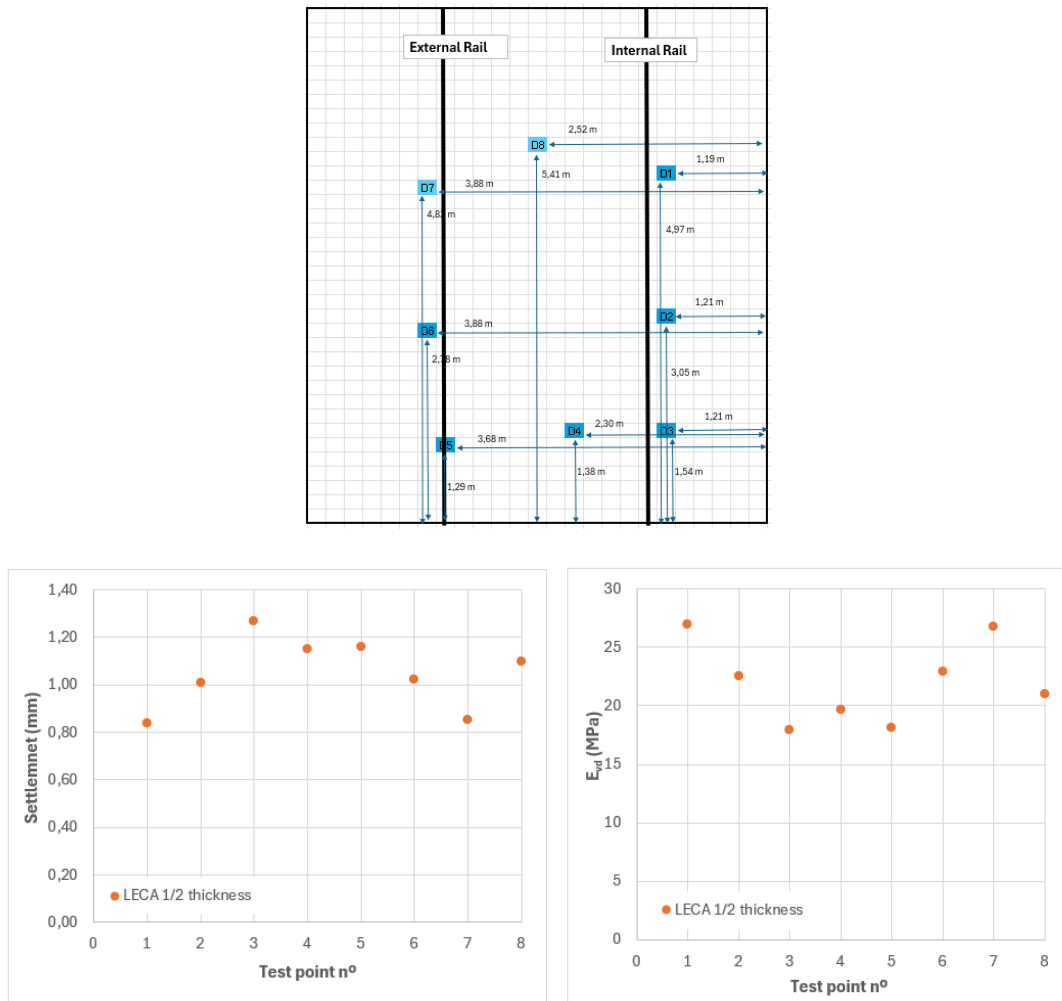 External Rail
Internal Rail
2,52 m
D8
1,19 m
D1
5,41 m
D7
3,88 m
4,97 m
1,21 m
D2
D6
3,88 m
3,05 m
1,21 m
D4
2,30 m
D3
D5
3,68 m
1,38 m
1,54 m
1,29 m
1,40
1,20
1,00
0,80
0,60
0,40
0,20
0,00
Settlemnet (mm)
LECA 1/2 thickness
0 1 2 3 4 5 6 7 8
Test point nº
30
25
20
15
10
5
0
Evd (MPa)
LECA 1/2 thickness
0 1 2 3 4 5 6 7 8
Test point nº